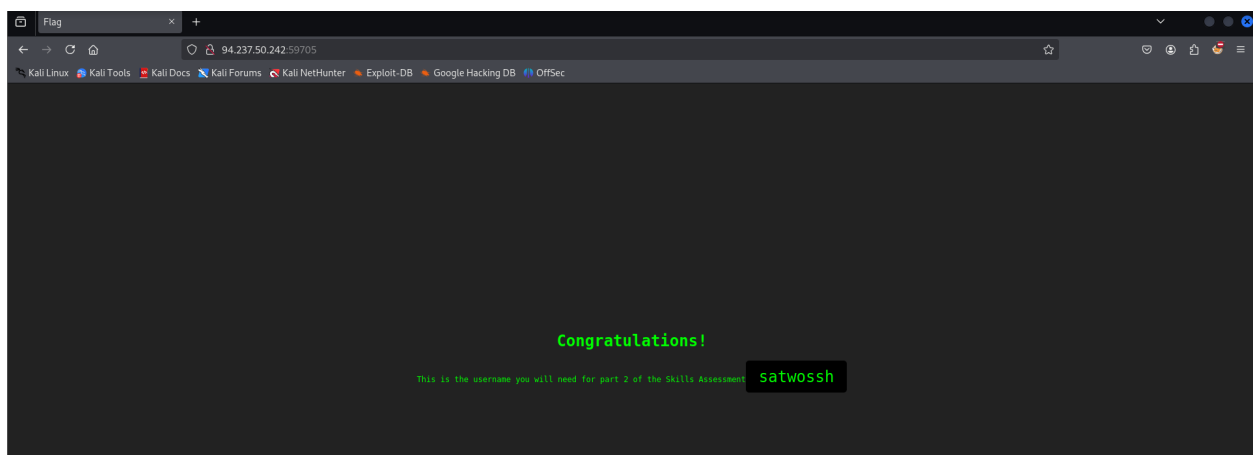 Flag
94.237.50.242:59705
Kali Linux Kali Tools Kali Docs Kali Forums Kali NetHunter Exploit-DB Google Hacking DB OffSec
Congratulations!
This is the username you will need for part 2 of the Skills Assessment satwossh